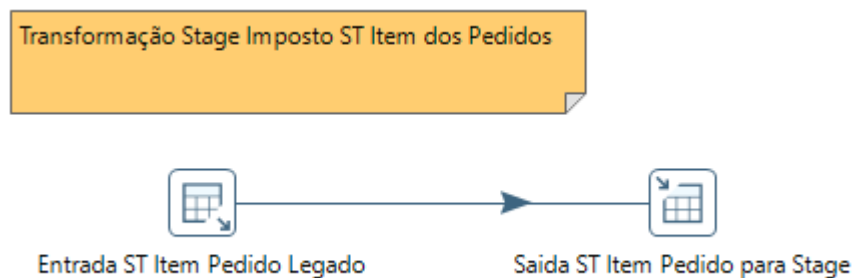 Transformação Stage Imposto ST Item dos Pedidos
Entrada ST Item Pedido Legado
Saida ST Item Pedido para Stage